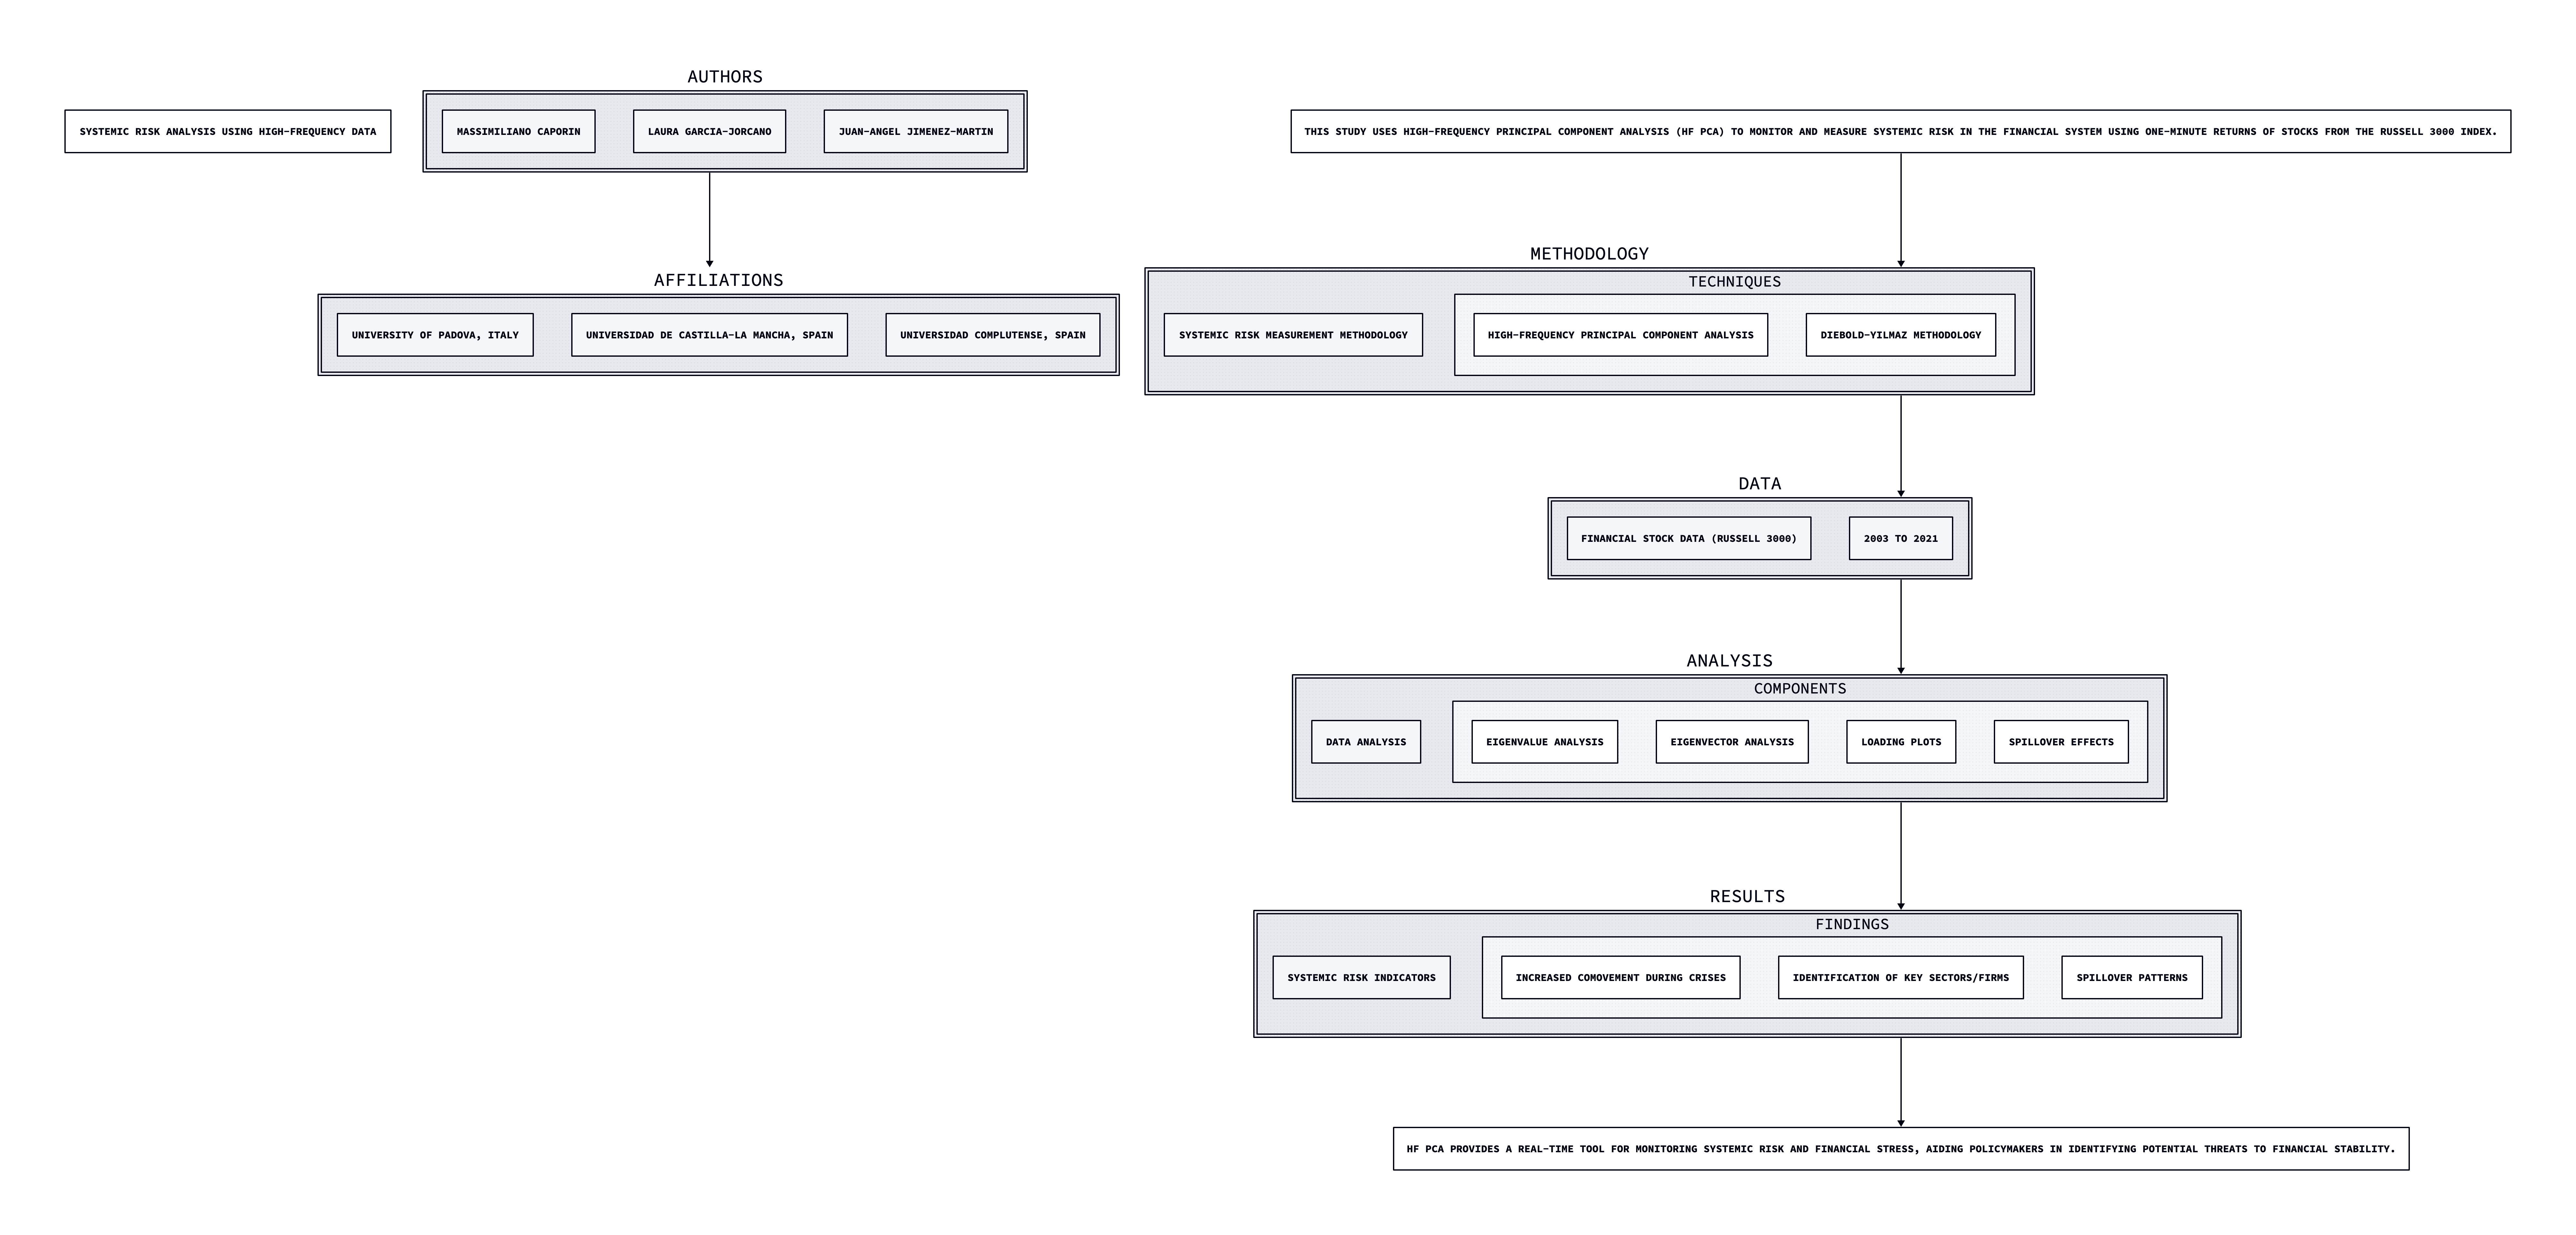 AUTHORS
SYSTEMIC RISK ANALYSIS USING HIGH-FREQUENCY DATA
MASSIMILIANO CAPORIN
LAURA GARCIA-JORCANO
JUAN-ANGEL JIMENEZ-MARTIN
AFFILIATIONS
UNIVERSITY OF PADOVA, ITALY
UNIVERSIDAD DE CASTILLA-LA MANCHA, SPAIN
UNIVERSIDAD COMPLUTENSE, SPAIN
THIS STUDY USES HIGH-FREQUENCY PRINCIPAL COMPONENT ANALYSIS (HF PCA) TO MONITOR AND MEASURE SYSTEMIC RISK IN THE FINANCIAL SYSTEM USING ONE-MINUTE RETURNS OF STOCKS FROM THE RUSSELL 3000 INDEX.
METHODOLOGY
TECHNIQUES
SYSTEMIC RISK MEASUREMENT METHODOLOGY
HIGH-FREQUENCY PRINCIPAL COMPONENT ANALYSIS
DIEBOLD-YILMAZ METHODOLOGY
DATA
FINANCIAL STOCK DATA (RUSSELL 3000)
2003 TO 2021
ANALYSIS
COMPONENTS
DATA ANALYSIS
EIGENVALUE ANALYSIS
EIGENVECTOR ANALYSIS
LOADING PLOTS
SPILLOVER EFFECTS
RESULTS
FINDINGS
SYSTEMIC RISK INDICATORS
INCREASED COMOVEMENT DURING CRISES
IDENTIFICATION OF KEY SECTORS/FIRMS
SPILLOVER PATTERNS
HF PCA PROVIDES A REAL-TIME TOOL FOR MONITORING SYSTEMIC RISK AND FINANCIAL STRESS, AIDING POLICYMAKERS IN IDENTIFYING POTENTIAL THREATS TO FINANCIAL STABILITY.